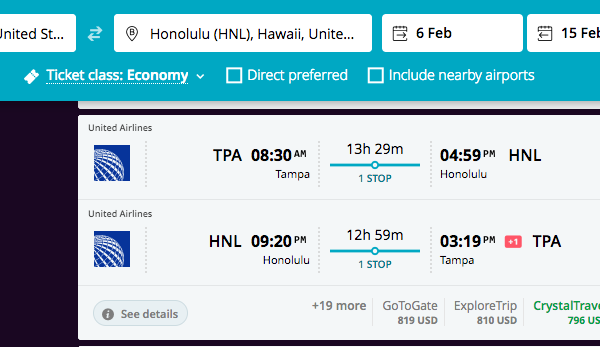 United St...
B
Honolulu (HNL), Hawaii, Unite...
6 Feb
15 Feb
Ticket class: Economy
Direct preferred
Include nearby airports
United Airlines
TPA 08:30 AM
Tampa
13h 29m
1 STOP
04:59 PM HNL
Honolulu
United Airlines
HNL 09:20 PM
Honolulu
12h 59m
1 STOP
03:19 PM +1 TPA
Tampa
i See details
+19 more
GoToGate
819 USD
ExploreTrip
810 USD
CrystalTrave
796 US